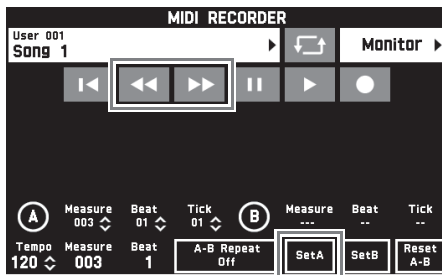 MIDI RECORDER
User 001
Song 1
Monitor
A Measure Beat Tick B Measure Beat Tick
003 01 01 --- -- --
Tempo Measure Beat A-B Repeat SetA SetB Reset
120 003 1 Off A-B